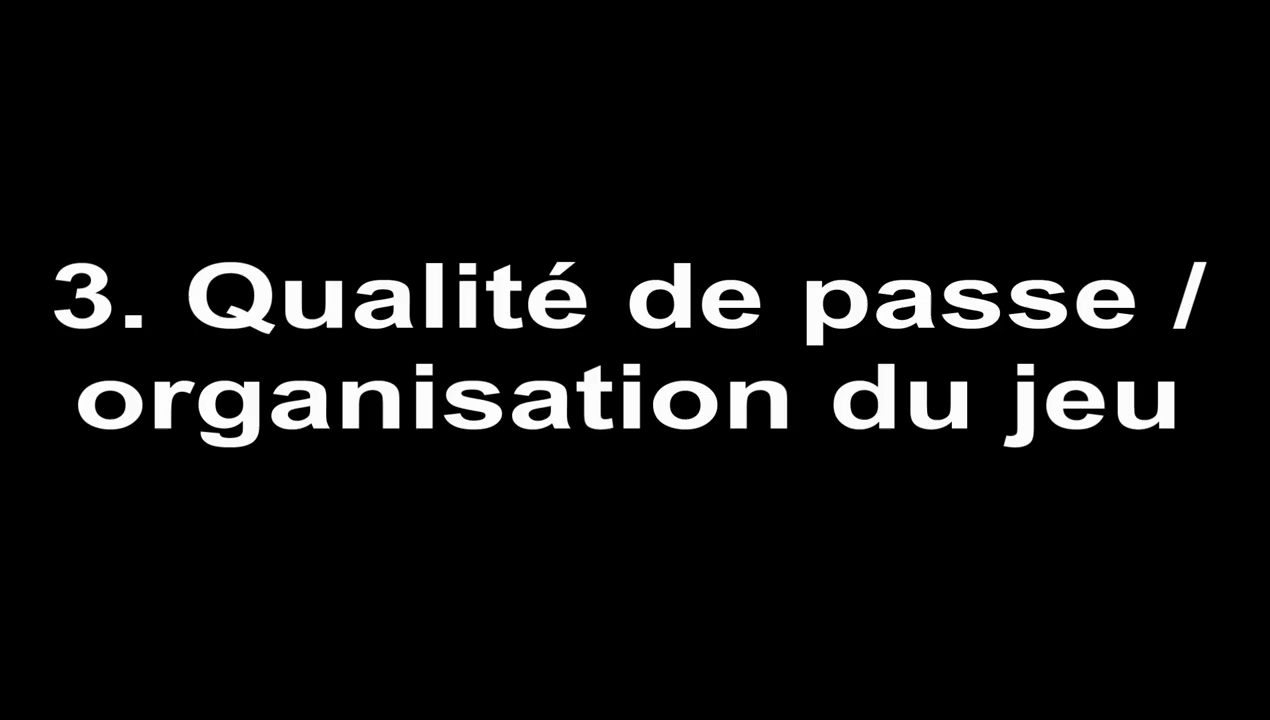 3. Qualité de passe /
organisation du jeu